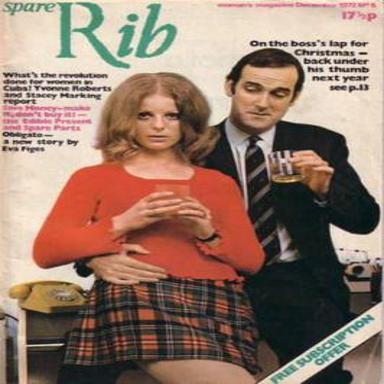 spare Rib
women's magazine December 1972 Nº 6
17½p
On the boss's lap for
Christmas —
back under
his thumb
next year
see p.13
What's the revolution
done for women in
Cuba? Yvonne Roberts
and Stacey Marking
report
Save Money—make
it, don't buy it! —
the Edible Present
and Spare Parts
Obligato —
a new story by
Eva Figes
FREE SUBSCRIPTION
OFFER